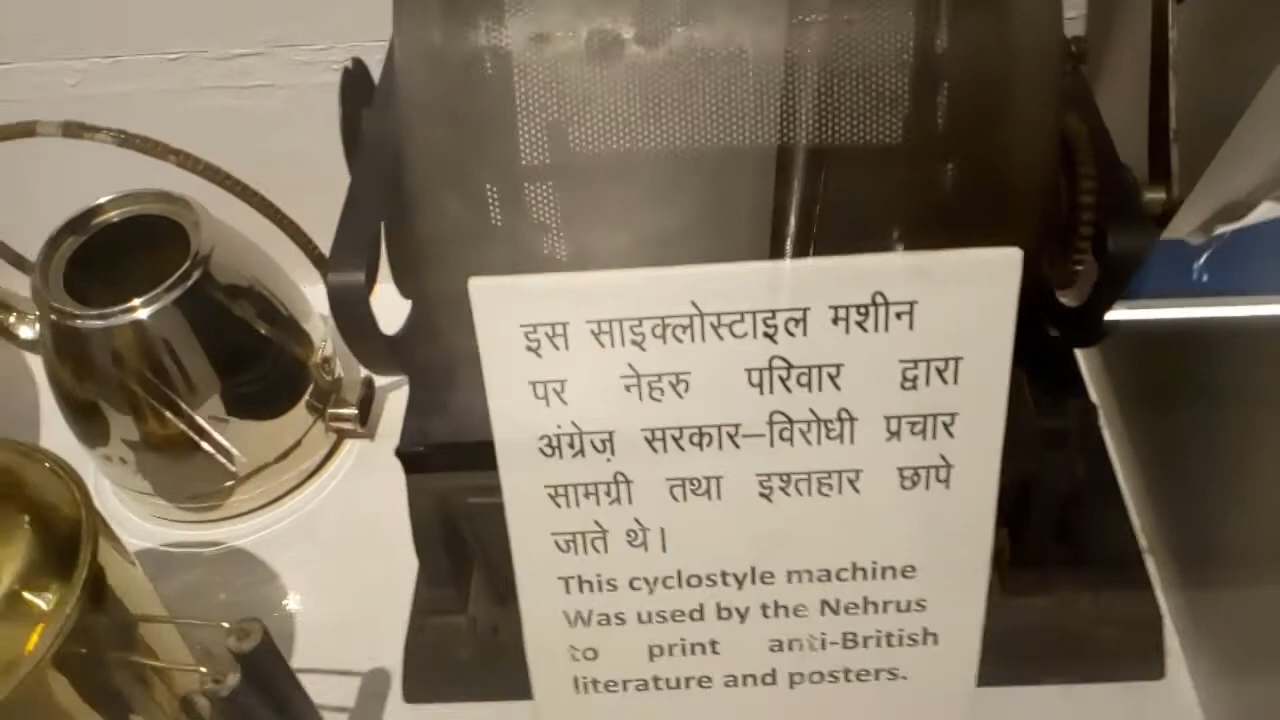 इस साइक्लोस्टाइल मशीन
पर नेहरु परिवार द्वारा
अंग्रेज़ सरकार–विरोधी प्रचार
सामग्री तथा इश्तहार छापे
जाते थे।
This cyclostyle machine
Was used by the Nehrus
to print anti-British
literature and posters.